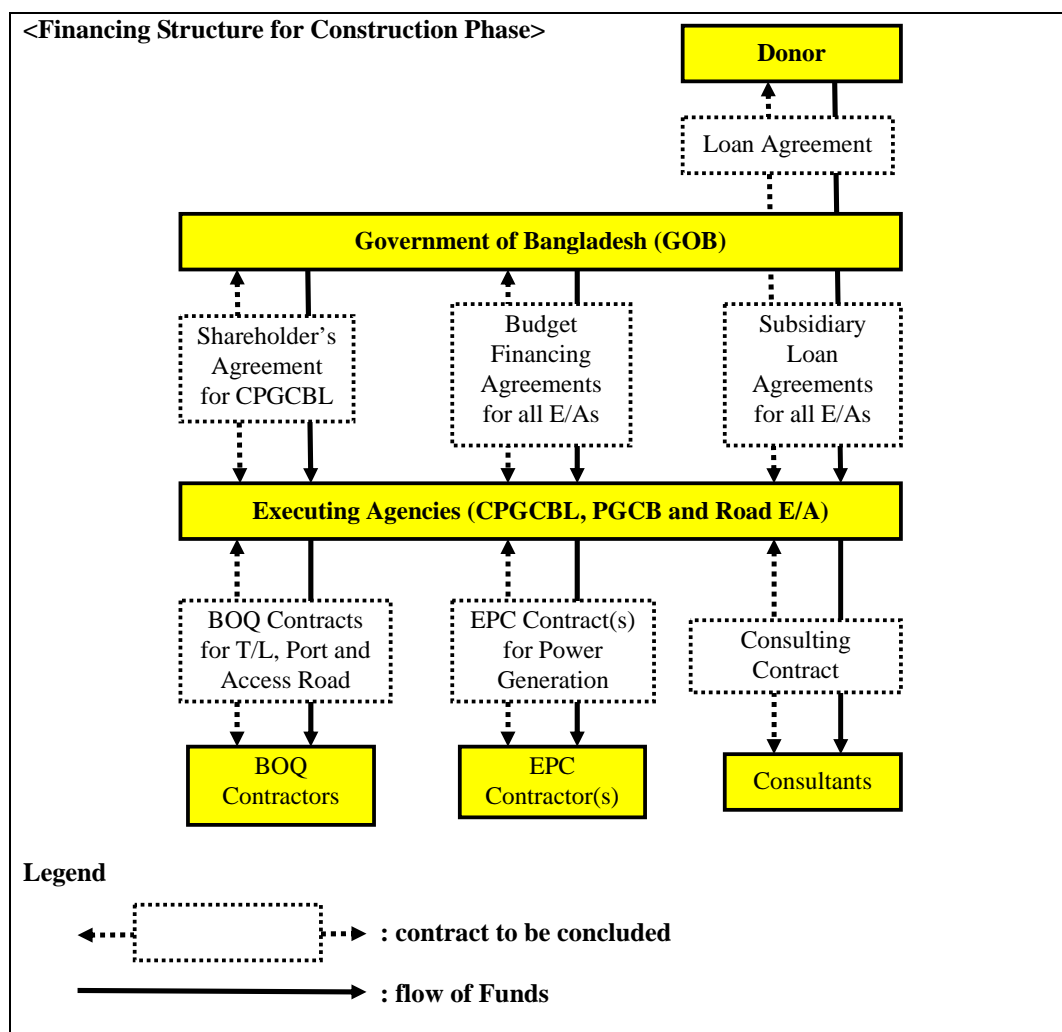 <Financing Structure for Construction Phase>
Donor
Loan Agreement
Government of Bangladesh (GOB)
Shareholder's
Agreement
for CPGCBL
Budget
Financing
Agreements
for all E/As
Subsidiary
Loan
Agreements
for all E/As
Executing Agencies (CPGCBL, PGCB and Road E/A)
BOQ Contracts
for T/L, Port and
Access Road
EPC Contract(s)
for Power
Generation
Consulting
Contract
BOQ
Contractors
EPC
Contractor(s)
Consultants
Legend
: contract to be concluded
: flow of Funds